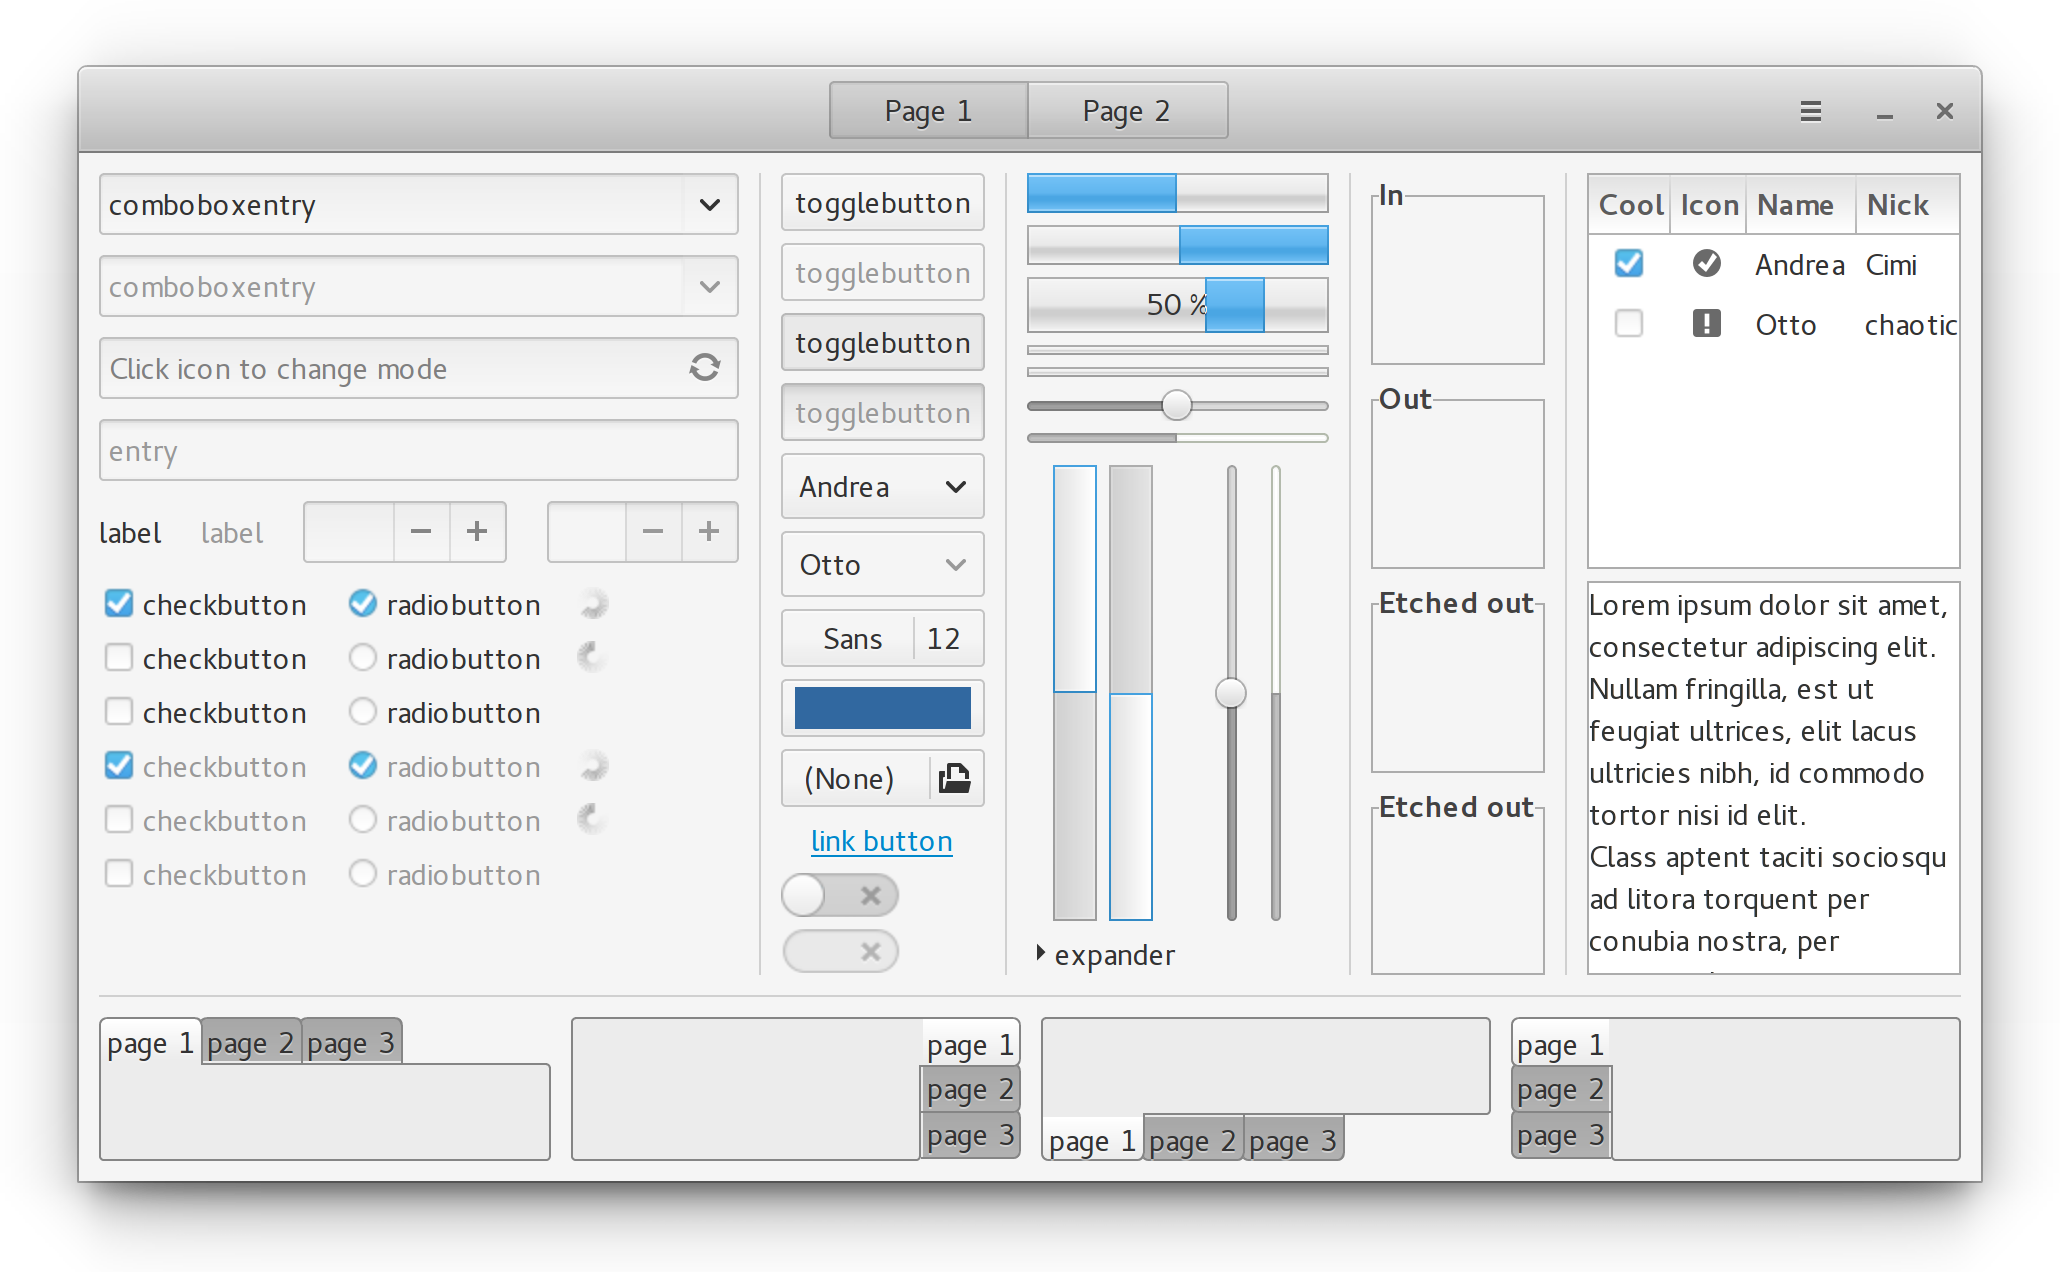 Page 1 Page 2
comboboxentry
comboboxentry
Click icon to change mode
entry
label label
checkbutton radiobutton
checkbutton radiobutton
checkbutton radiobutton
checkbutton radiobutton
checkbutton radiobutton
checkbutton radiobutton
togglebutton
togglebutton
togglebutton
togglebutton
Andrea
Otto
Sans 12
(None)
link button
50 %
expander
In
Out
Etched out
Etched out
Cool Icon Name Nick
Andrea Cimi
Otto chaotic
Lorem ipsum dolor sit amet,
consectetur adipiscing elit.
Nullam fringilla, est ut
feugiat ultrices, elit lacus
ultricies nibh, id commodo
tortor nisi id elit.
Class aptent taciti sociosqu
ad litora torquent per
conubia nostra, per
page 1 page 2 page 3
page 1
page 2
page 3
page 1 page 2 page 3
page 1
page 2
page 3